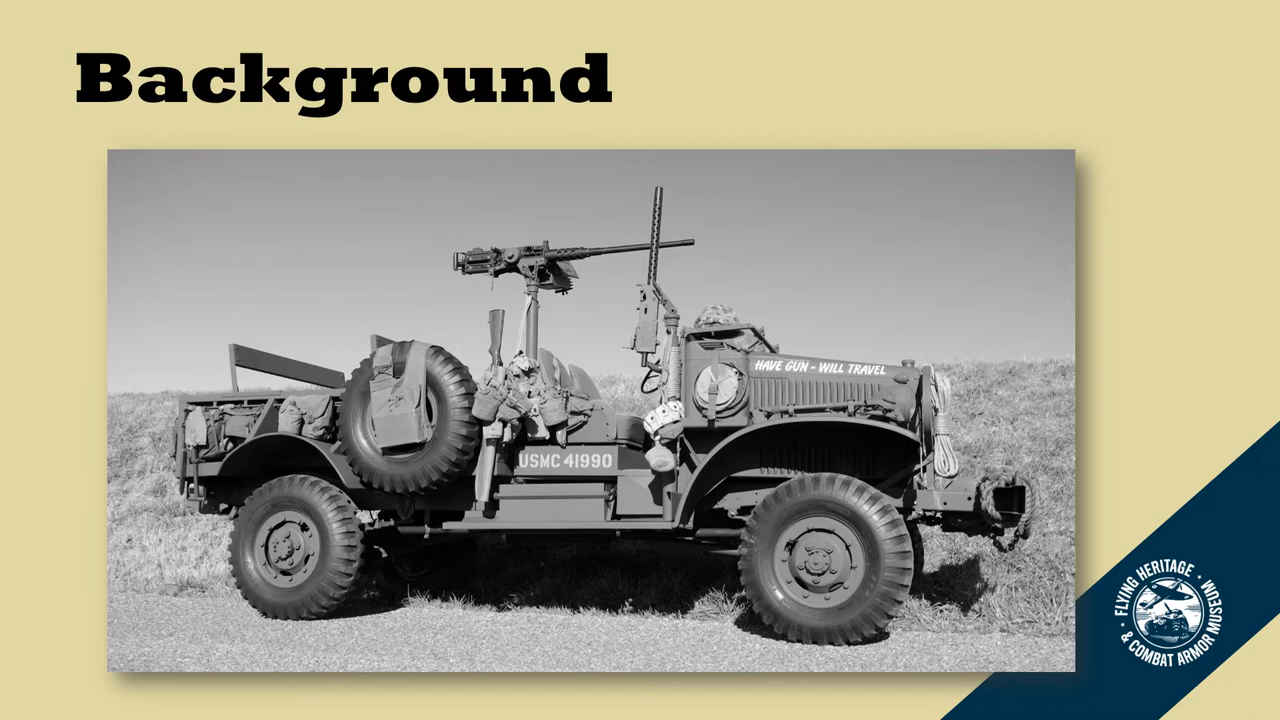 Background
HAVE GUN - WILL TRAVEL
USMC 41990
FLYING HERITAGE
& COMBAT ARMOR MUSEUM